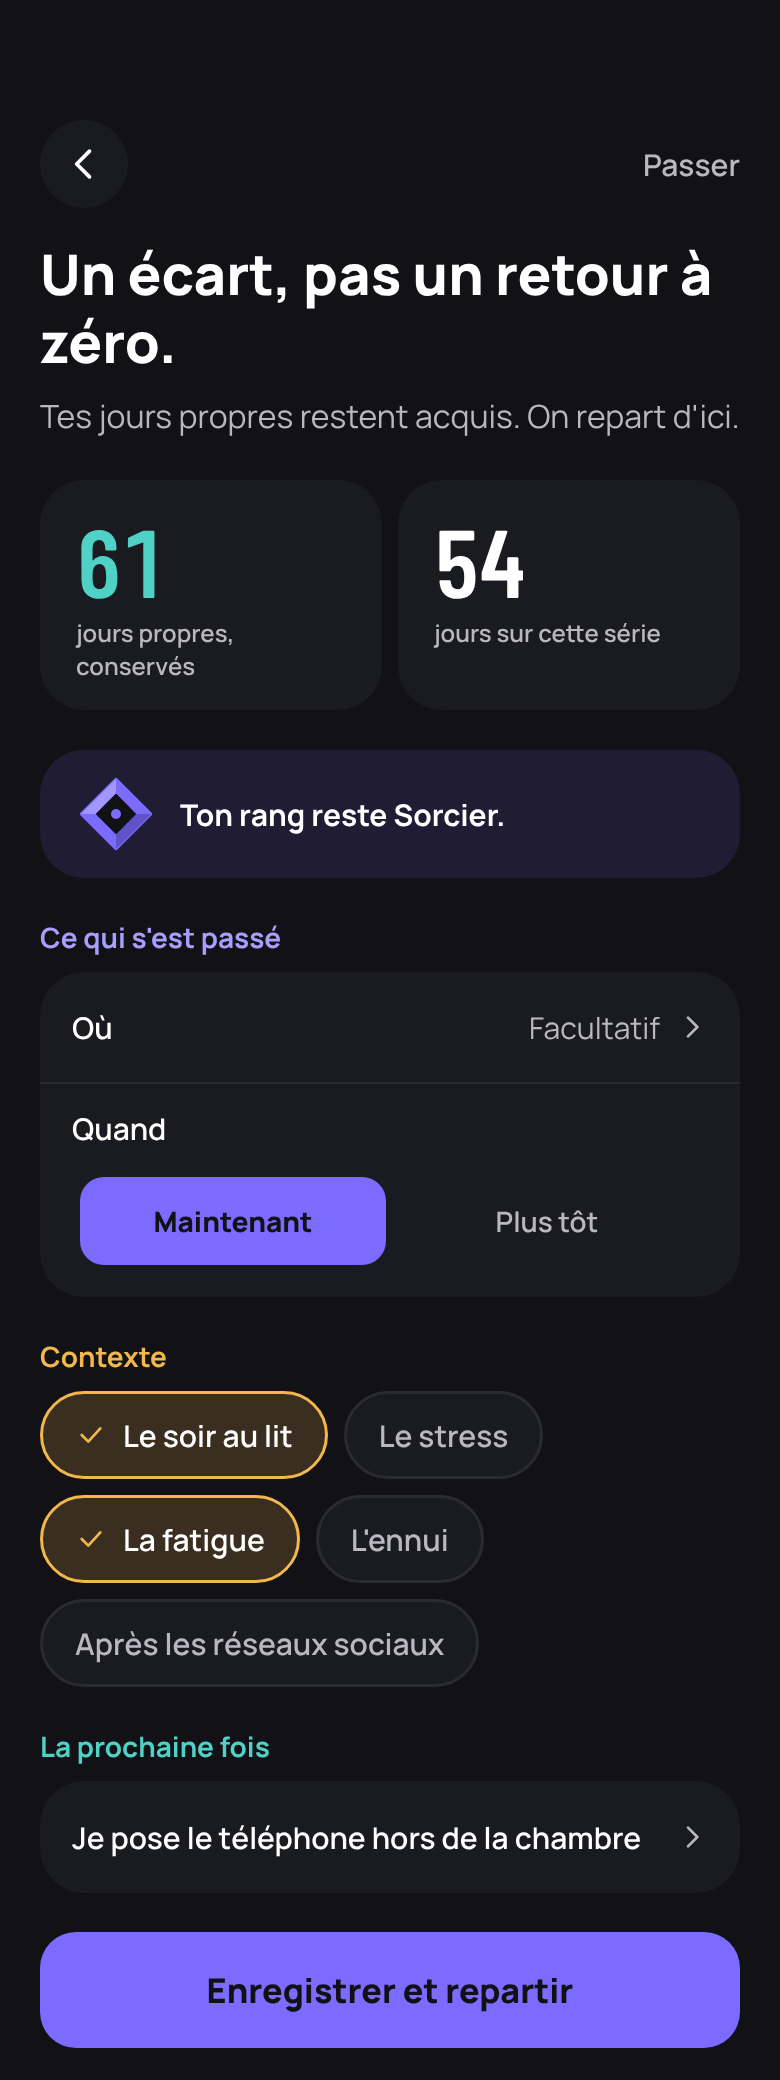 Passer
Un écart, pas un retour à
zéro.
Tes jours propres restent acquis. On repart d'ici.
61
jours propres,
conservés
54
jours sur cette série
Ton rang reste Sorcier.
Ce qui s'est passé
Où
Facultatif
Quand
Maintenant
Plus tôt
Contexte
Le soir au lit
Le stress
La fatigue
L'ennui
Après les réseaux sociaux
La prochaine fois
Je pose le téléphone hors de la chambre
Enregistrer et repartir